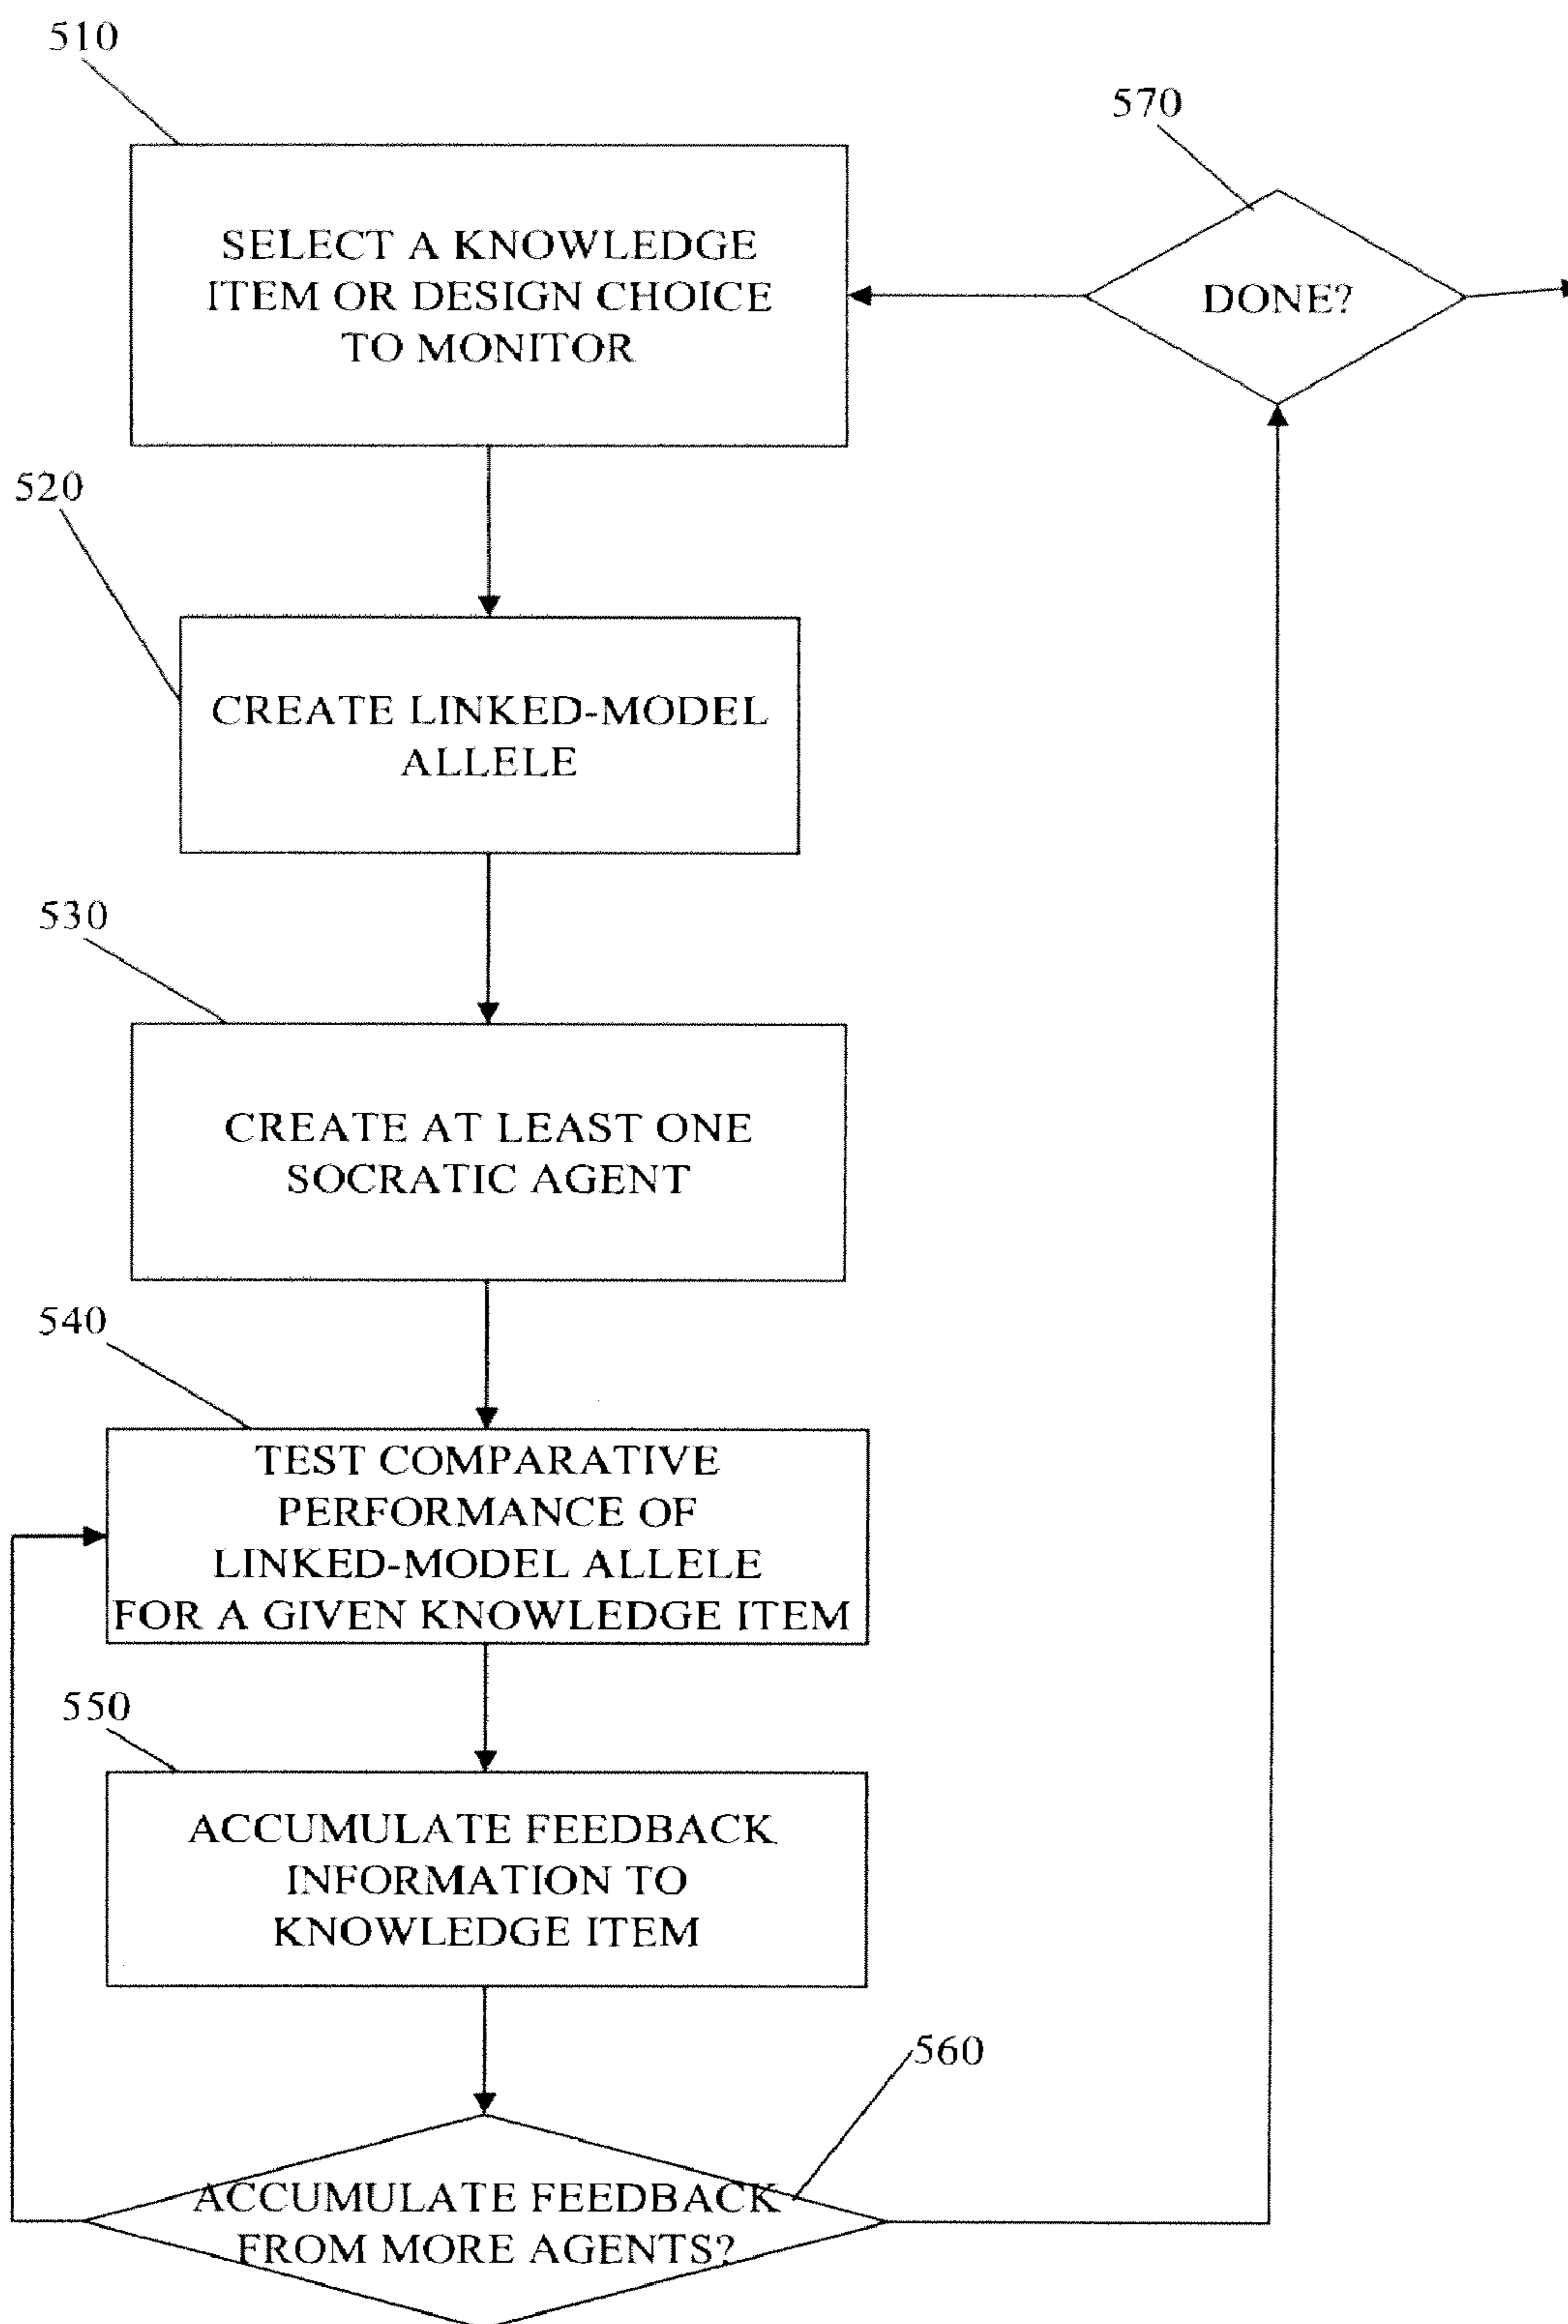 510
SELECT A KNOWLEDGE
ITEM OR DESIGN CHOICE
TO MONITOR
570
DONE?
520
CREATE LINKED-MODEL
ALLELE
530
CREATE AT LEAST ONE
SOCRATIC AGENT
540
TEST COMPARATIVE
PERFORMANCE OF
LINKED-MODEL ALLELE
FOR A GIVEN KNOWLEDGE ITEM
550
ACCUMULATE FEEDBACK
INFORMATION TO
KNOWLEDGE ITEM
560
ACCUMULATE FEEDBACK
FROM MORE AGENTS?